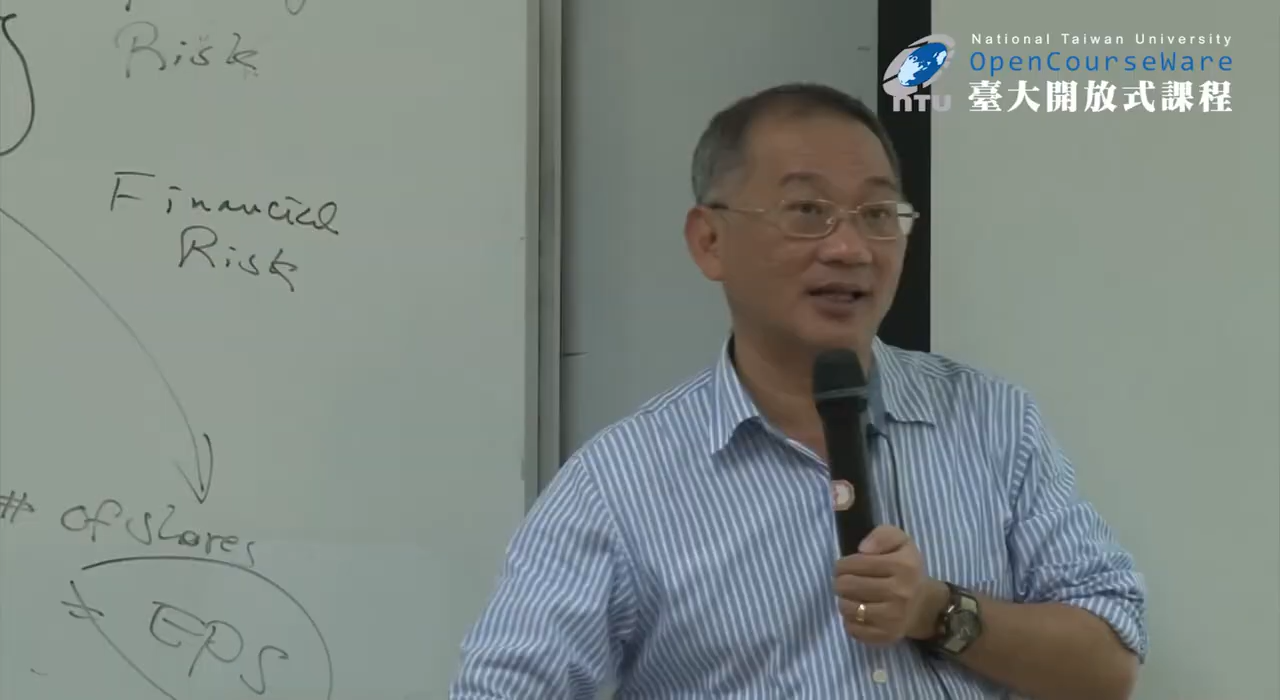 Risk
Financial
Risk
# of shares
EPS
National Taiwan University
OpenCourseWare
NTU
臺大開放式課程